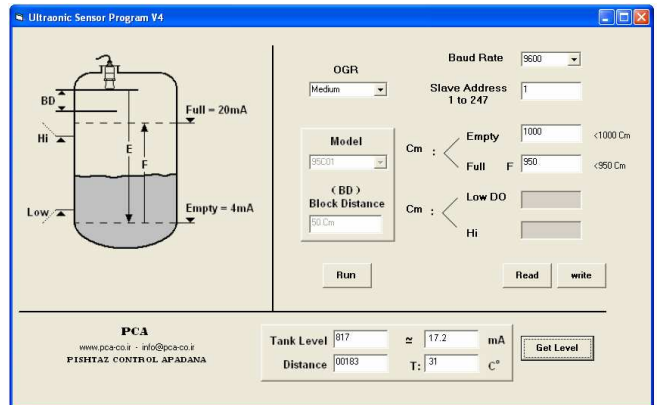 Ultraonic Sensor Program V4
BD
Hi
Low
E
F
Full = 20mA
Empty = 4mA
OGR
Medium
Baud Rate
9600
Slave Address
1 to 247
1
Model
95C01
( BD )
Block Distance
50 Cm
Cm :
Empty
1000
<1000 Cm
Full F
950
<950 Cm
Cm :
Low DO
Hi
Run
Read
write
PCA
www.pca-co.ir - info@pca-co.ir
PISHTAZ CONTROL APADANA
Tank Level 817 ≃ 17.2 mA
Distance 00183 T: 31 C°
Get Level